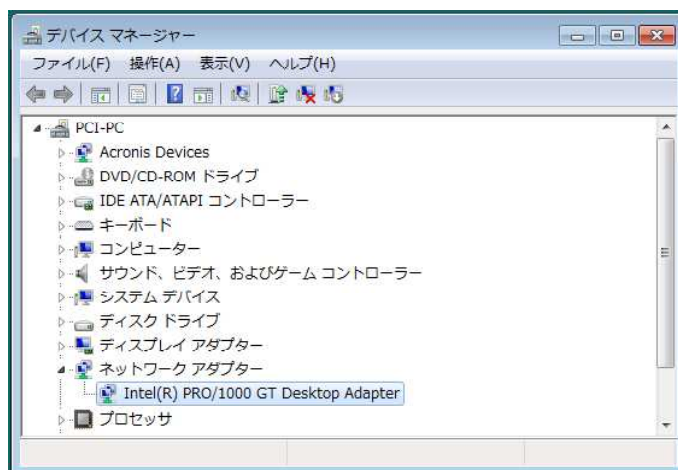 デバイス マネージャー
ファイル(F) 操作(A) 表示(V) ヘルプ(H)
PCI-PC
Acronis Devices
DVD/CD-ROM ドライブ
IDE ATA/ATAPI コントローラー
キーボード
コンピューター
サウンド、ビデオ、およびゲーム コントローラー
システム デバイス
ディスク ドライブ
ディスプレイ アダプター
ネットワーク アダプター
Intel(R) PRO/1000 GT Desktop Adapter
プロセッサ